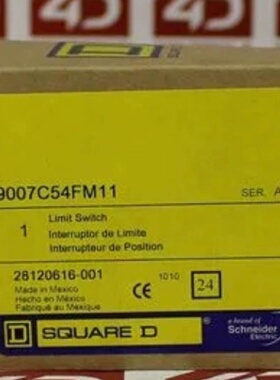 9007C54FM11
SER. A
1
Limit Switch
Interruptor de Limite
Interrupteur de Position
28120616-001
1010
24
Made in Mexico
Hecho en México
Fabriqué au Mexique
CE
D SQUARE D
a brand of
Schneider
Electric